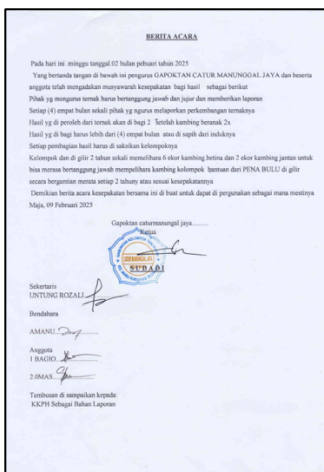 BERITA ACARA
Pada hari ini minggu tanggal.02 bulan pebuari tahun 2025
Yang bertanda tangan di bawah ini pengurus GAPOKTAN CATUR MANUNGGAL JAYA dan beserta
anggota telah mengadakan musyawarah kesepakatan bagi hasil sebagai berikut
Pihak yg mengurus ternak harus bertanggung jawab dan jujur dan memberikan laporan
Setiap (4) empat bulan sekali pihak yg ngurus melaporkan perkembangan ternaknya
Hasil yg di peroleh dari ternak akan di bagi 2 Setelah kambing beranak 2x
Hasil yg di bagi harus lebih dari (4) empat bulan atau di sapih dari induknya
Setiap pembagian hasil harus di saksikan kelompoknya
Kelompok dan di gilir 2 tahun sekali memelihara 6 ekor kambing betina dan 2 ekor kambing jantan untuk
bisa merasa bertanggung jawab mempelihara kambing kolompok bantuan dari PENA BULU di gilir
secara bergantian merata setiap 2 tahuny atau sesuai kesepakatannya
Demikian berita acara kesepakatan bersama ini di buat untuk dapat di pergunakan sebagai mana mestinya
Maja, 09 Februari 2025
Gapoktan caturmanungal jaya
Ketua
SUDADI
Sekertaris
UNTUNG ROZALI
Bendahara
AMANU
Anggota
1 BAGIO
2 0MAS
Tembusan di sampaikan kepada:
KKPH Sebagai Bahan Laporan